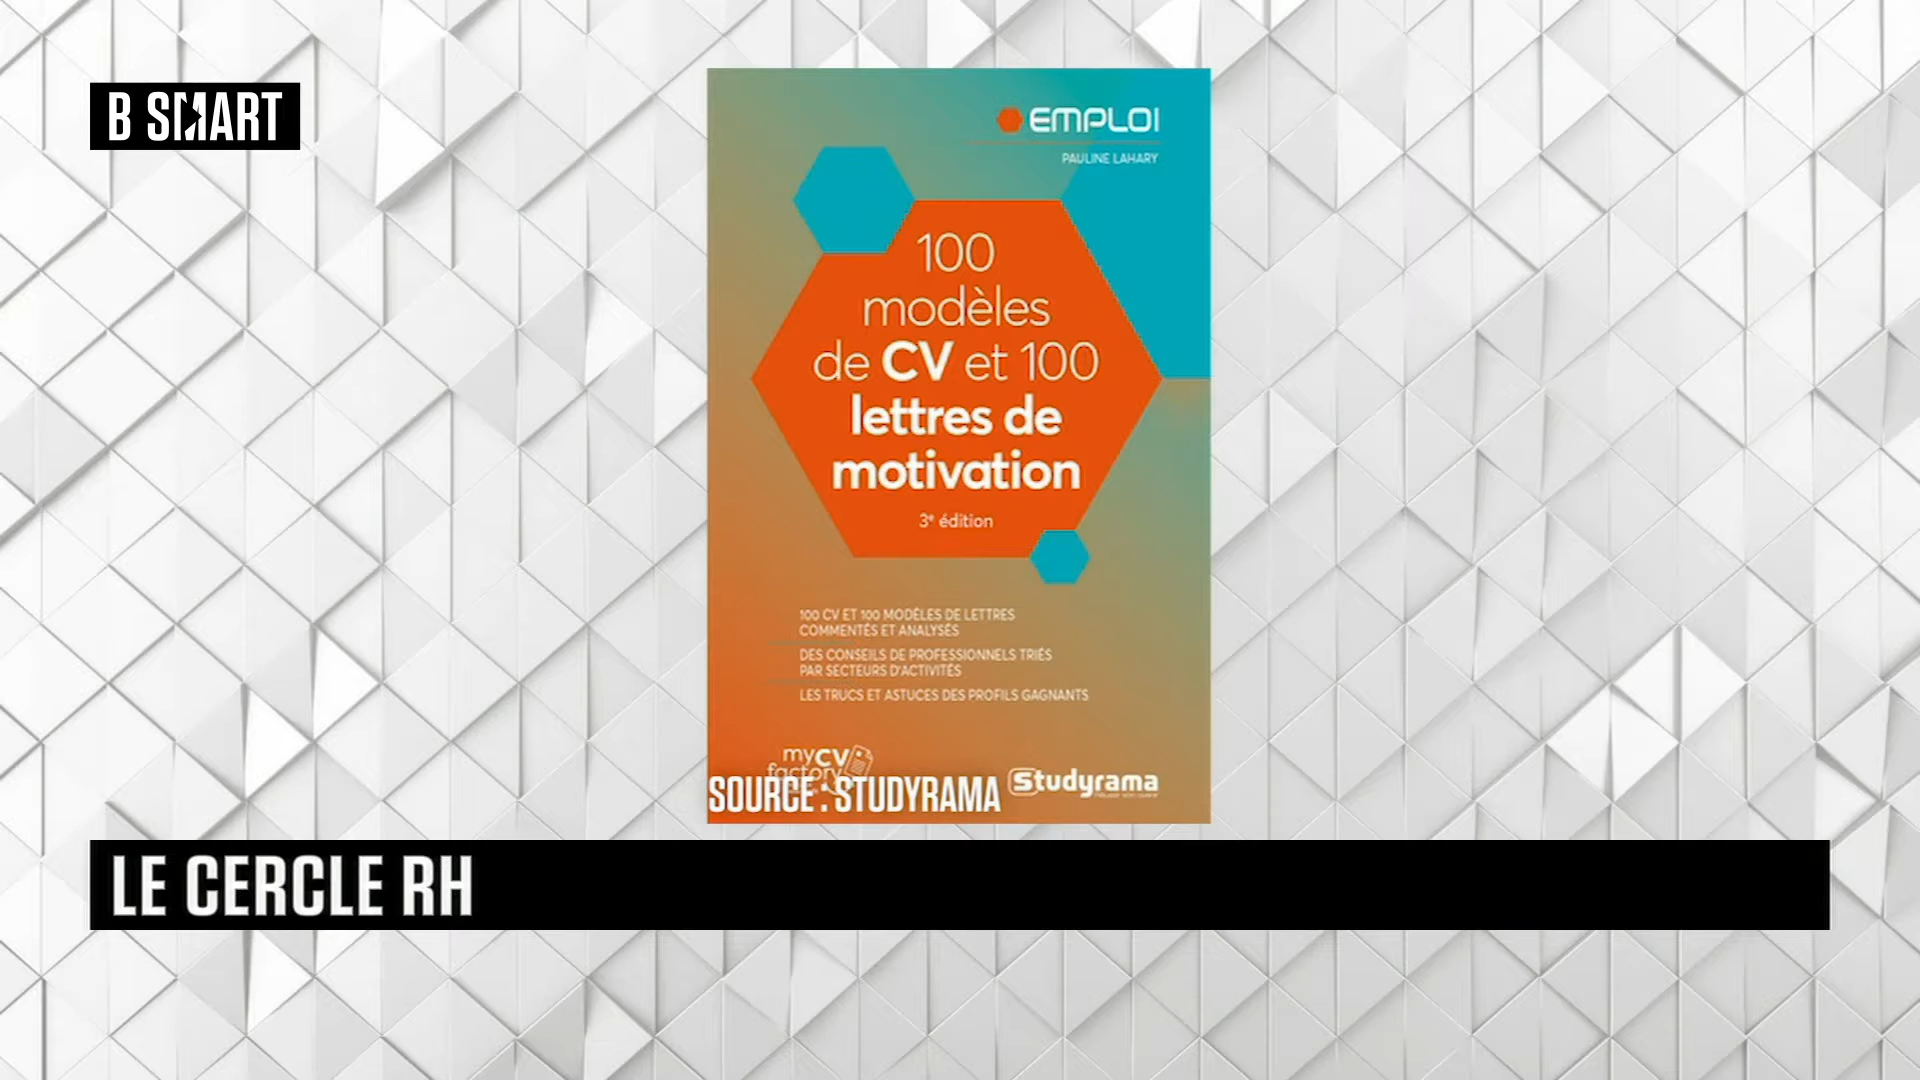 B SMART
EMPLOI
PAULINE LAHARY
100
modèles
de CV et 100
lettres de
motivation
3e édition
100 CV ET 100 MODÈLES DE LETTRES
COMMENTÉS ET ANALYSÉS
DES CONSEILS DE PROFESSIONNELS TRIÉS
PAR SECTEURS D'ACTIVITÉS
LES TRUCS ET ASTUCES DES PROFILS GAGNANTS
myCV
factory
Studyrama
SOURCE : STUDYRAMA
LE CERCLE RH